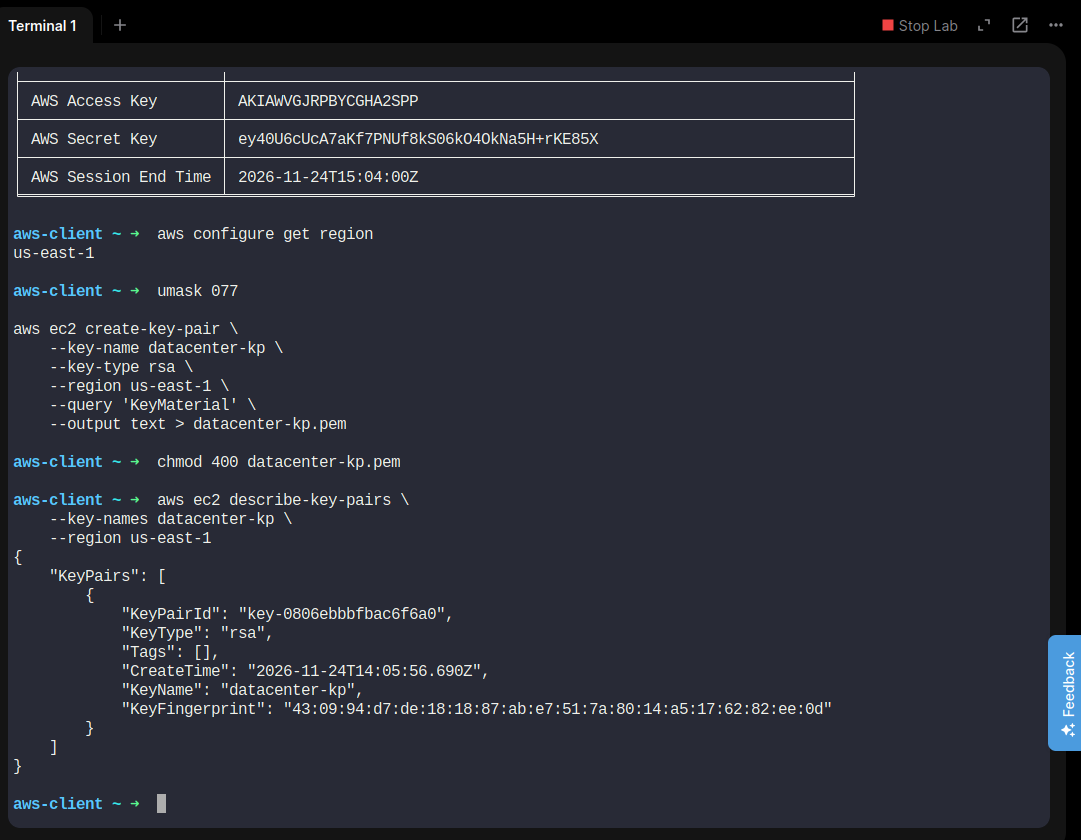 Terminal 1
Stop Lab
AWS Access Key AKIAWVGJRPBYCGHA2SPP
AWS Secret Key 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
AWS Session End Time 2026-11-24T15:04:00Z
aws-client ~ ➜ aws configure get region
us-east-1
aws-client ~ ➜ umask 077
aws ec2 create-key-pair \
    --key-name datacenter-kp \
    --key-type rsa \
    --region us-east-1 \
    --query 'KeyMaterial' \
    --output text > datacenter-kp.pem
aws-client ~ ➜ chmod 400 datacenter-kp.pem
aws-client ~ ➜ aws ec2 describe-key-pairs \
    --key-names datacenter-kp \
    --region us-east-1
{
    "KeyPairs": [
        {
            "KeyPairId": "key-0806ebbbfbac6f6a0",
            "KeyType": "rsa",
            "Tags": [],
            "CreateTime": "2026-11-24T14:05:56.690Z",
            "KeyName": "datacenter-kp",
            "KeyFingerprint": "43:09:94:d7:de:18:18:87:ab:e7:51:7a:80:14:a5:17:62:82:ee:0d"
        }
    ]
}
aws-client ~ ➜
Feedback